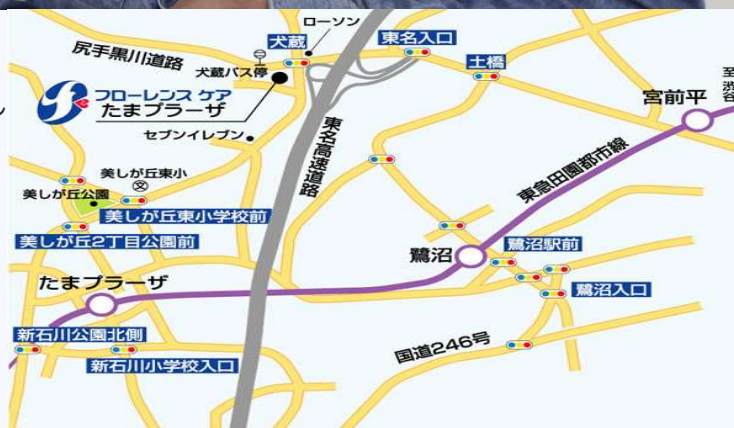 ローソン
犬蔵
東名入口
尻手黒川道路
犬蔵バス停
土橋
至渋谷
フローレンス ケア
たまプラーザ
宮前平
セブンイレブン
東名高速道路
東急田園都市線
美しが丘東小
美しが丘公園
美しが丘東小学校前
美しが丘2丁目公園前
鷺沼
鷺沼駅前
たまプラーザ
鷺沼入口
新石川公園北側
新石川小学校入口
国道246号